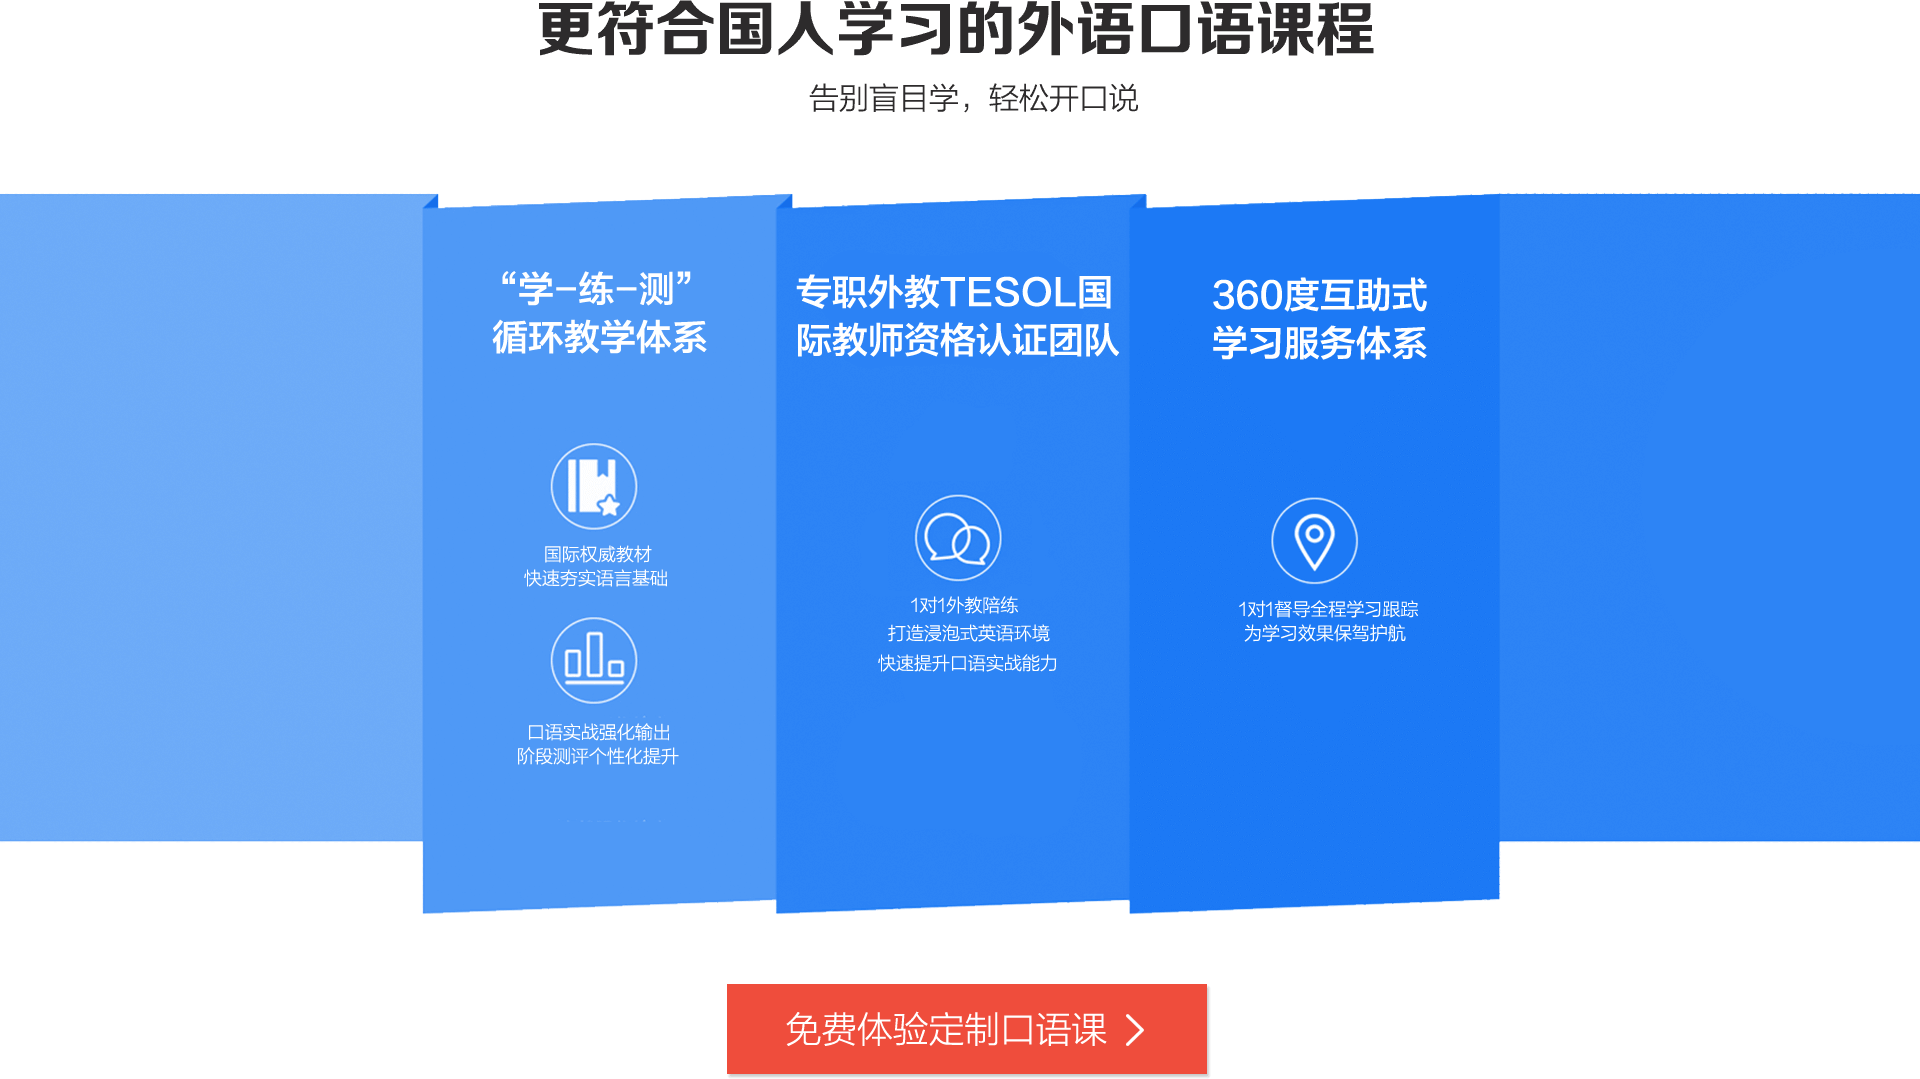 更符合国人学习的外语口语课程
告别盲目学，轻松开口说
“学-练-测”
循环教学体系
国际权威教材
快速夯实语言基础
口语实战强化输出
阶段测评个性化提升
专职外教TESOL国
际教师资格认证团队
1对1外教陪练
打造浸泡式英语环境
快速提升口语实战能力
360度互助式
学习服务体系
1对1督导全程学习跟踪
为学习效果保驾护航
免费体验定制口语课